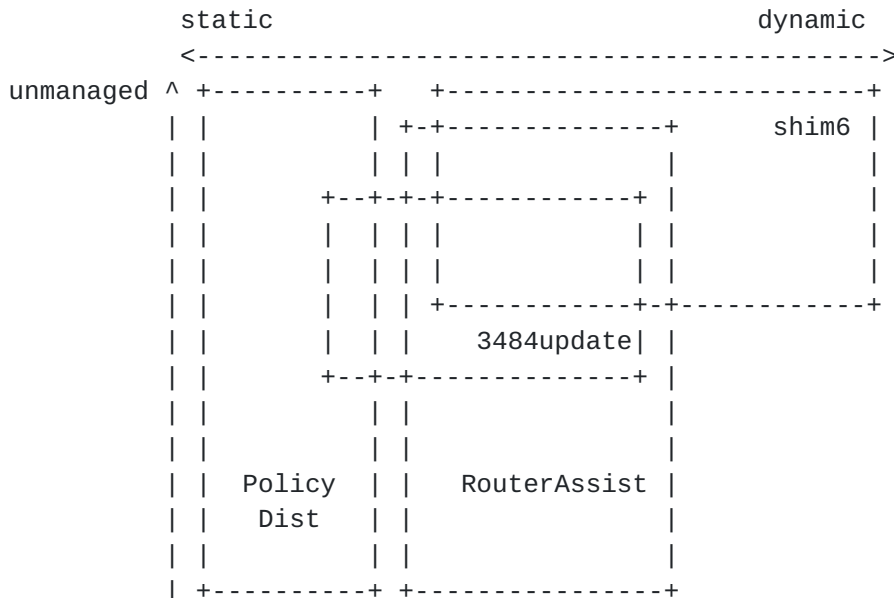 static                               dynamic
           <-------------------------------------------->
unmanaged ^ +----------+   +---------------------------+
          | |          | +-+--------------+      shim6 |
          | |          | | |              |            |
          | |       +--+-+-+------------+ |            |
          | |       |  | | |            | |            |
          | |       |  | | |            | |            |
          | |       |  | | +------------+-+------------+
          | |       |  | |    3484update| |
          | |       +--+-+--------------+ |
          | |          | |                |
          | |          | |                |
          | |  Policy  | |   RouterAssist |
          | |   Dist   | |                |
          | |          | |                |
          | +----------+ +----------------+